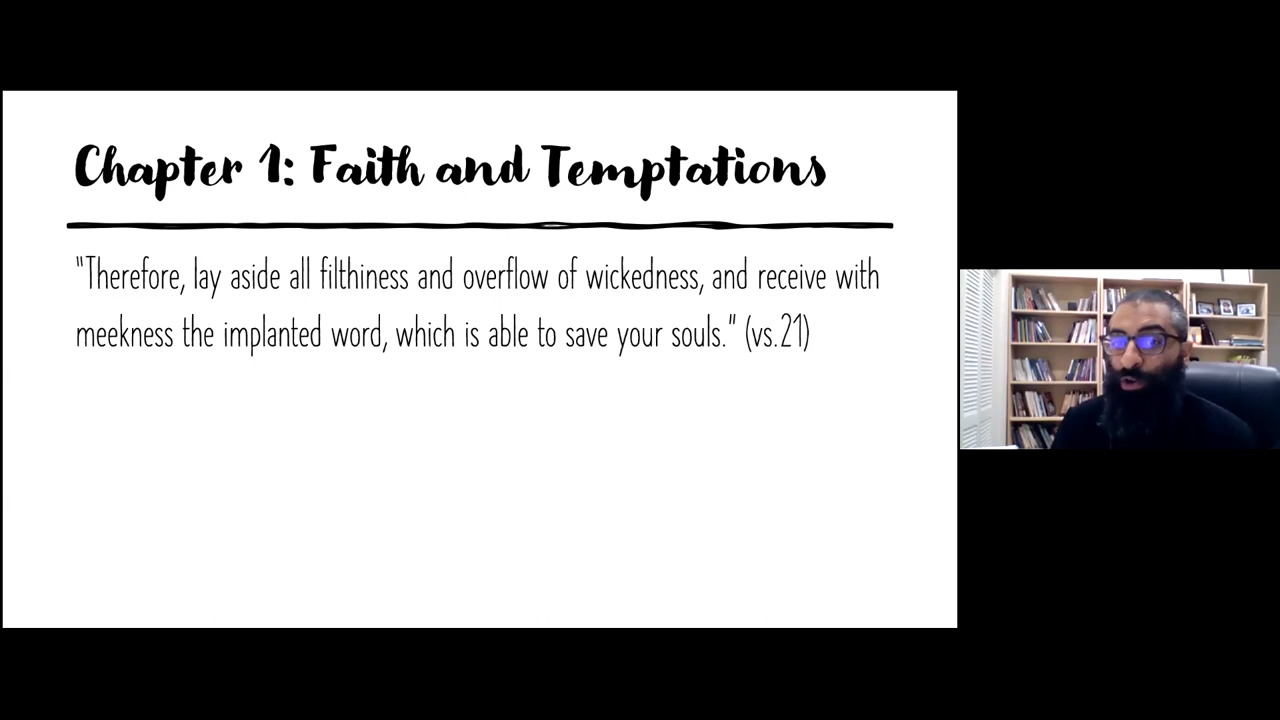 Chapter 1: Faith and Temptations
"Therefore, lay aside all filthiness and overflow of wickedness, and receive with
meekness the implanted word, which is able to save your souls." (vs.21)